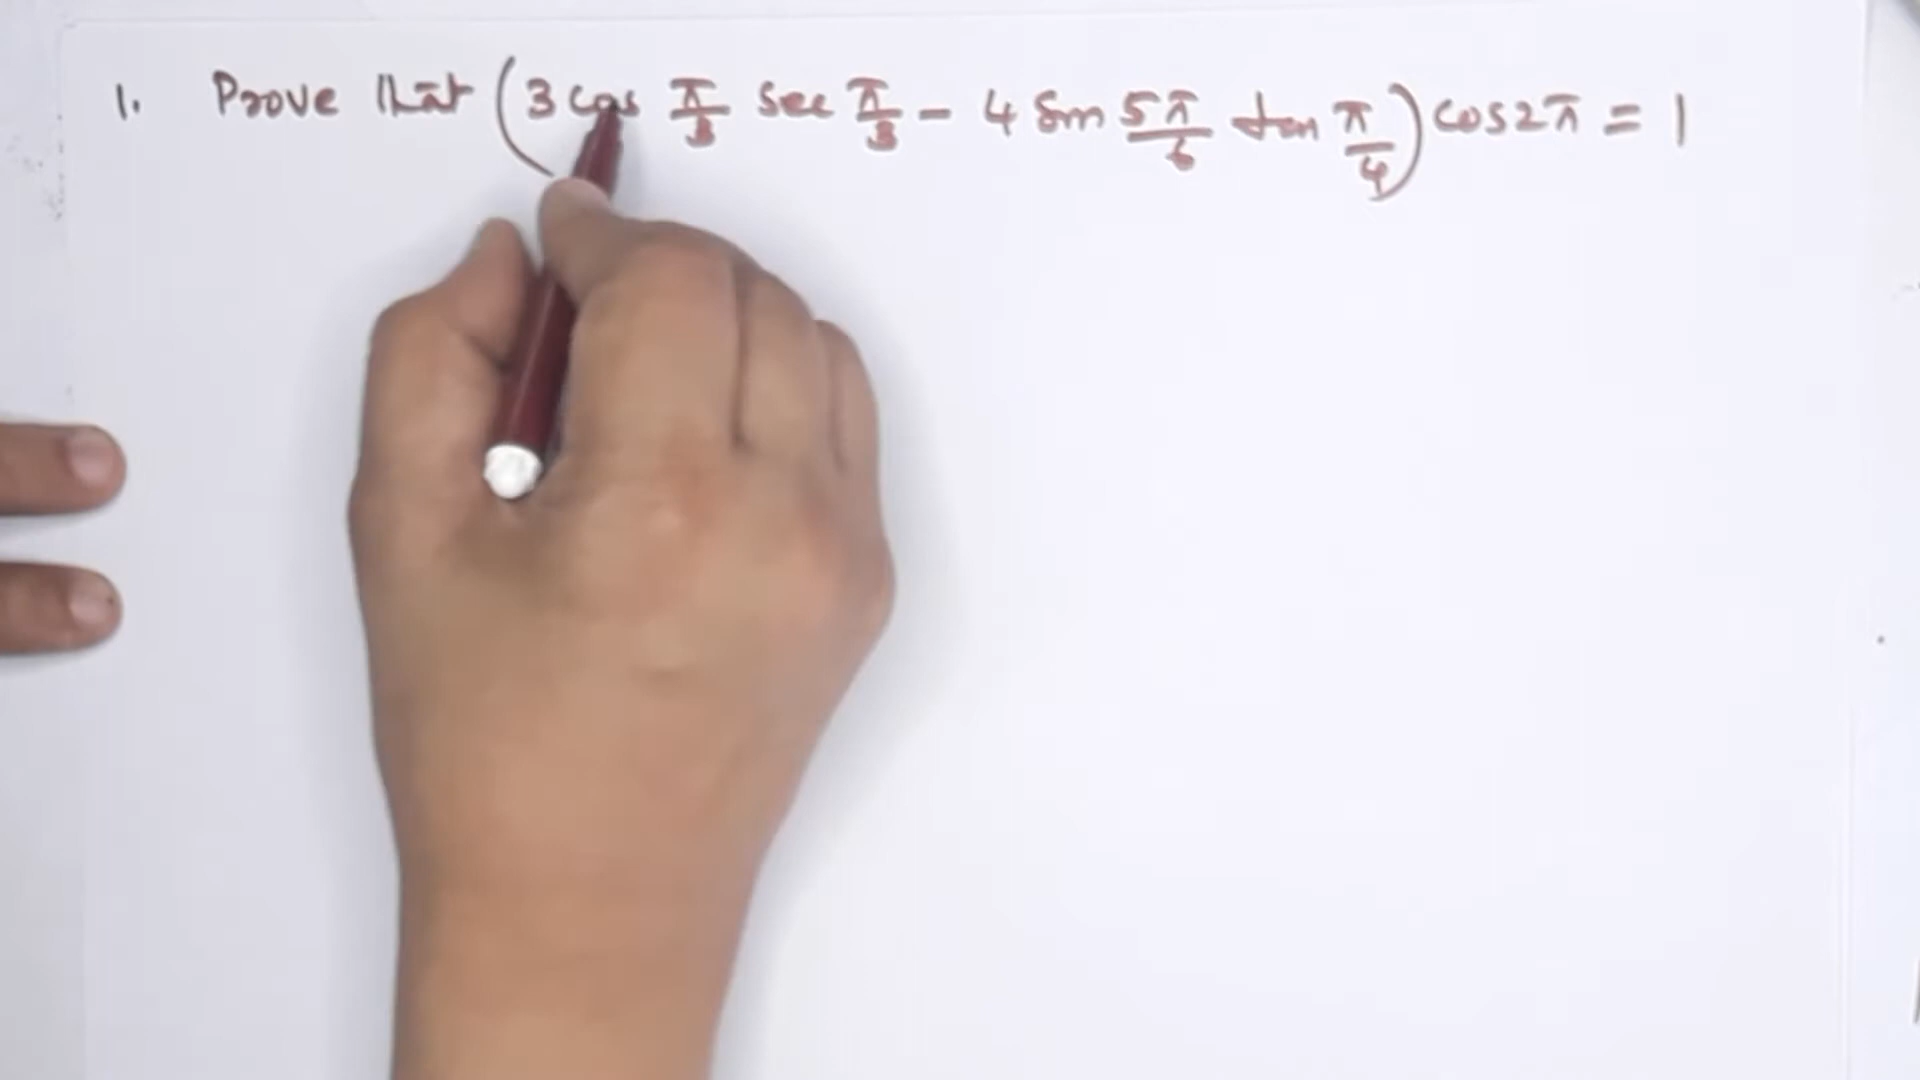 1. Prove that (3 cos π/3 sec π/3 - 4 sin 5π/6 tan π/4) cos 2π = 1